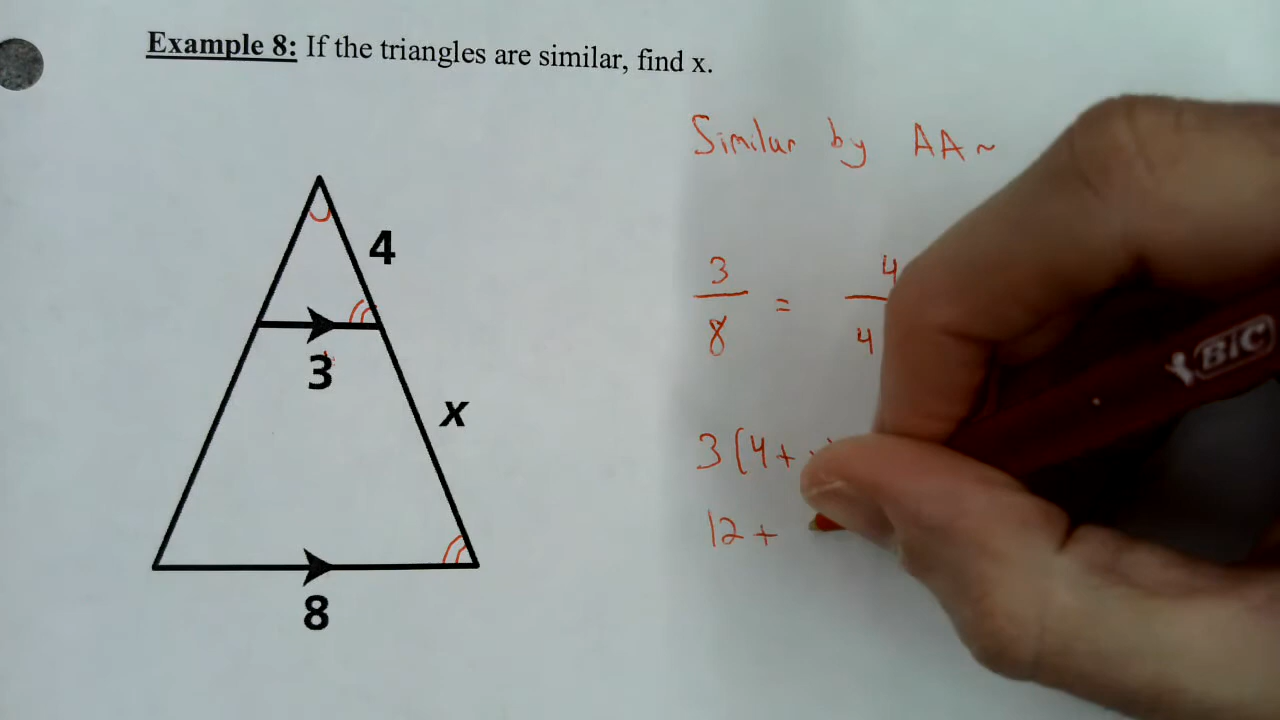 Example 8: If the triangles are similar, find x.
Similar by AA~
4
3
x
8
3
8
=
4
4
3(4+
12+
BiC